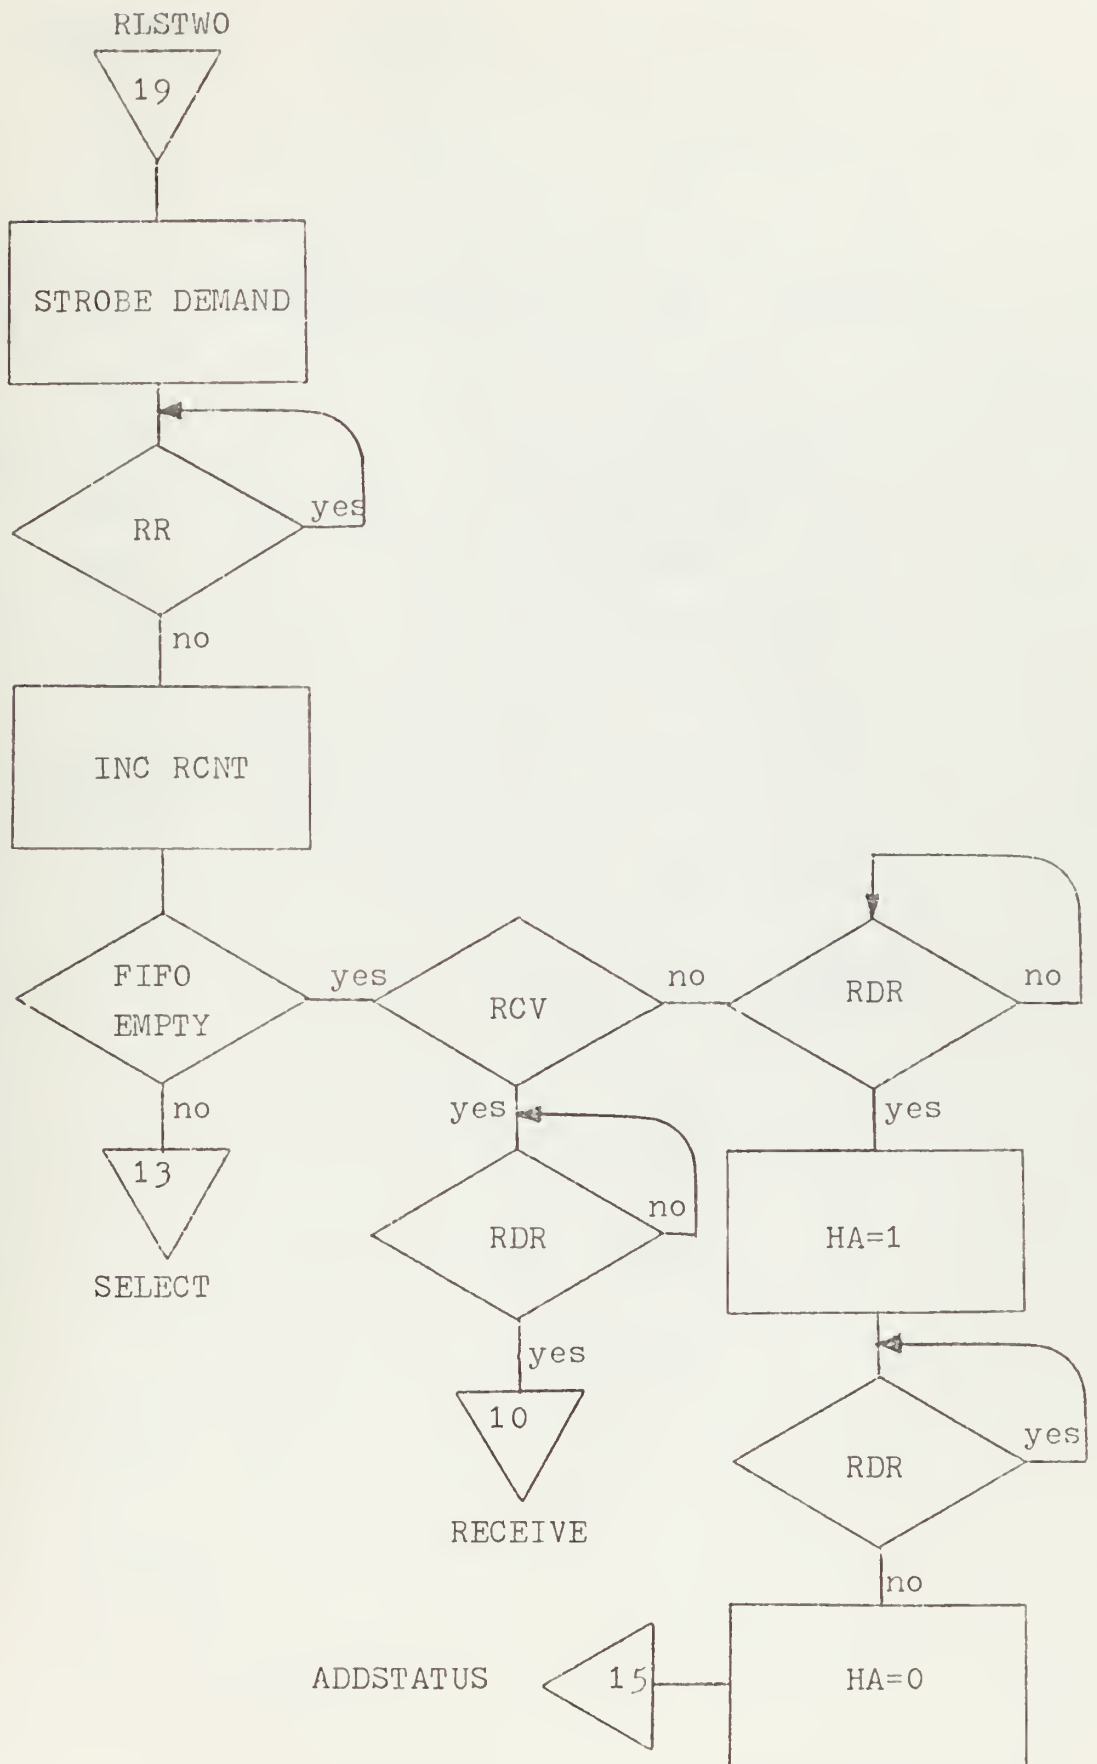 RLSTWO
19
STROBE DEMAND
yes
RR
no
INC RCNT
FIFO
EMPTY
yes
RCV
no
RDR
no
no
13
SELECT
yes
RDR
no
yes
10
RECEIVE
yes
HA=1
RDR
yes
no
HA=0
15
ADDSTATUS